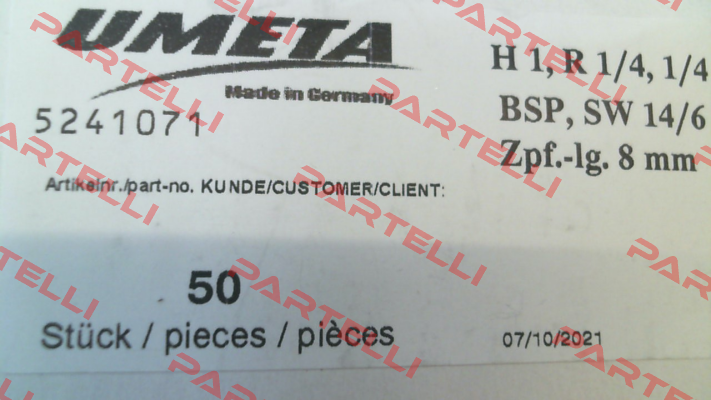 UMETA
Made in Germany
5241071
H 1, R 1/4, 1/4
BSP, SW 14/6
Zpf.-lg. 8 mm
Artikelnr./part-no. KUNDE/CUSTOMER/CLIENT:
50
Stück / pieces / pièces
07/10/2021
PARTELLI
PARTELLI
PARTELLI
PARTELLI
PARTELLI
PARTELLI